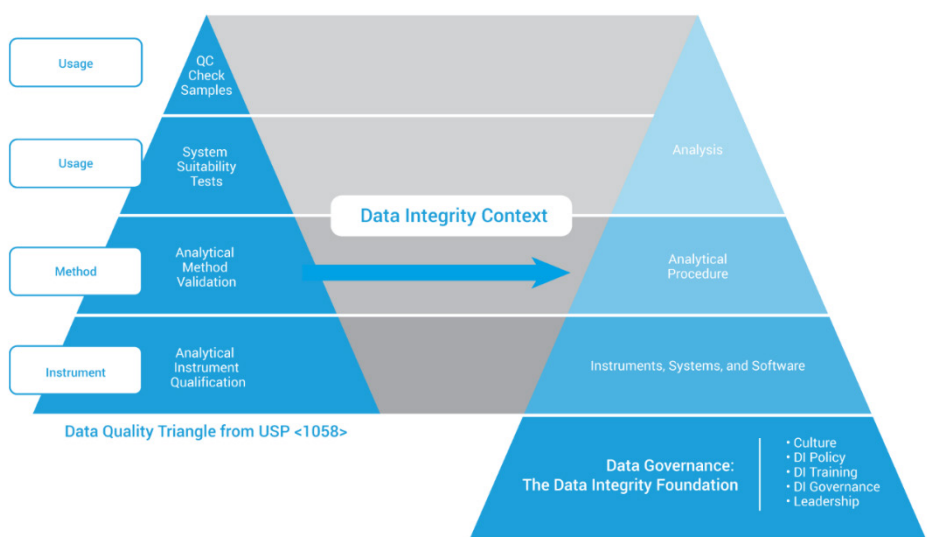 Usage
QC
Check
Samples
Usage
System
Suitability
Tests
Analysis
Data Integrity Context
Method
Analytical
Method
Validation
Analytical
Procedure
Instrument
Analytical
Instrument
Qualification
Instruments, Systems, and Software
Data Quality Triangle from USP <1058>
Data Governance:
The Data Integrity Foundation
• Culture
• DI Policy
• DI Training
• DI Governance
• Leadership